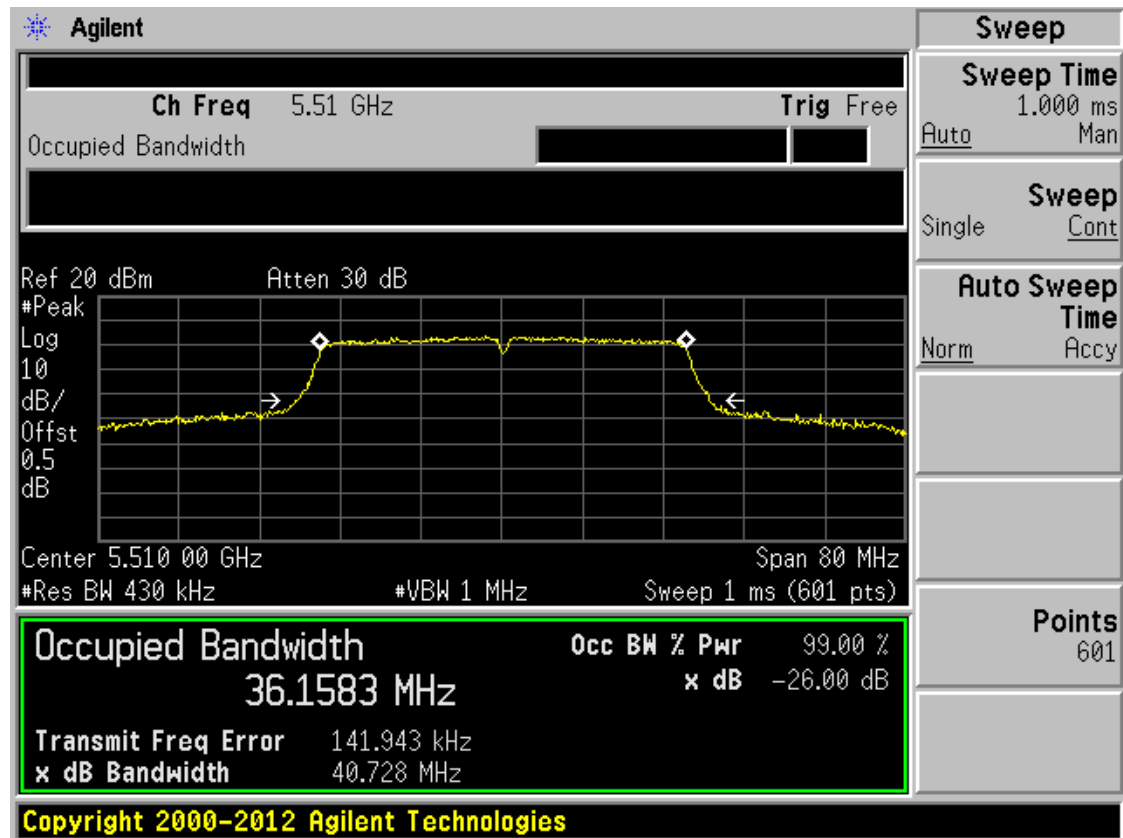 Agilent
Ch Freq 5.51 GHz Trig Free
Occupied Bandwidth
Ref 20 dBm Atten 30 dB
#Peak
Log
10
dB/
Offst
0.5
dB
Center 5.510 00 GHz Span 80 MHz
#Res BW 430 kHz #VBW 1 MHz Sweep 1 ms (601 pts)
Occupied Bandwidth Occ BW % Pwr 99.00 %
36.1583 MHz x dB -26.00 dB
Transmit Freq Error 141.943 kHz
x dB Bandwidth 40.728 MHz
Sweep
Sweep Time
1.000 ms
Auto Man
Sweep
Single Cont
Auto Sweep
Time
Norm Accy
Points
601
Copyright 2000-2012 Agilent Technologies